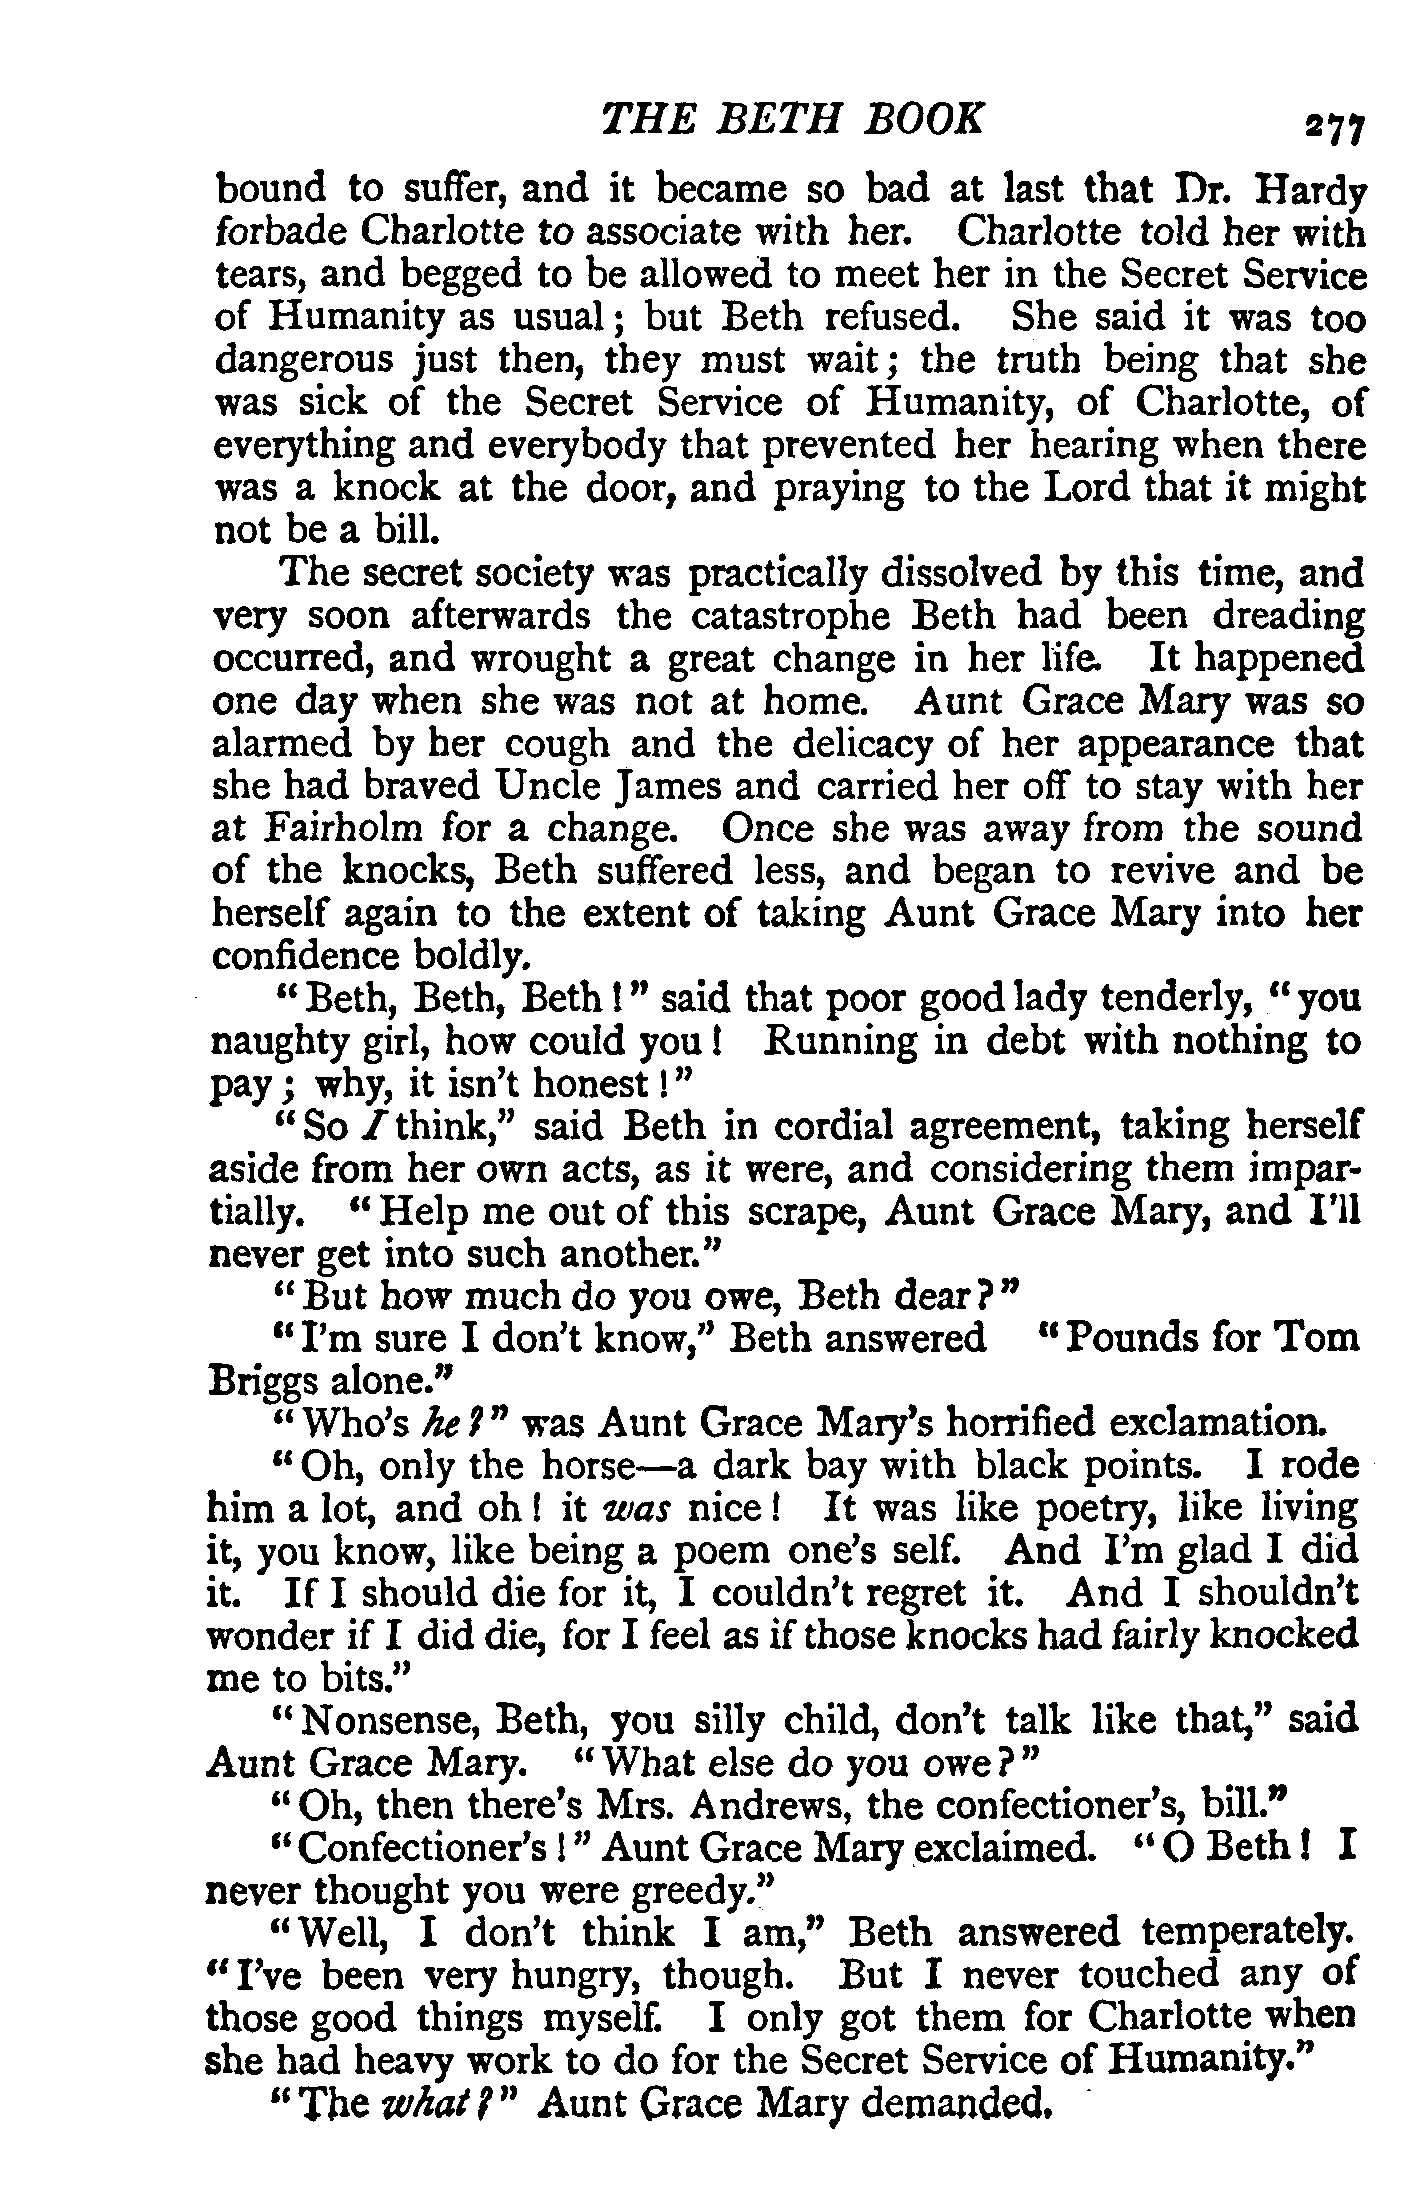 THE BETH BOOK 277
bound to suffer, and it became so bad at last that Dr. Hardy
forbade Charlotte to associate with her. Charlotte told her with
tears, and begged to be allowed to meet her in the Secret Service
of Humanity as usual; but Beth refused. She said it was too
dangerous just then, they must wait; the truth being that she
was sick of the Secret Service of Humanity, of Charlotte, of
everything and everybody that prevented her hearing when there
was a knock at the door, and praying to the Lord that it might
not be a bill.
The secret society was practically dissolved by this time, and
very soon afterwards the catastrophe Beth had been dreading
occurred, and wrought a great change in her life. It happened
one day when she was not at home. Aunt Grace Mary was so
alarmed by her cough and the delicacy of her appearance that
she had braved Uncle James and carried her off to stay with her
at Fairholm for a change. Once she was away from the sound
of the knocks, Beth suffered less, and began to revive and be
herself again to the extent of taking Aunt Grace Mary into her
confidence boldly.
"Beth, Beth, Beth!" said that poor good lady tenderly, "you
naughty girl, how could you! Running in debt with nothing to
pay; why, it isn't honest!"
"So I think," said Beth in cordial agreement, taking herself
aside from her own acts, as it were, and considering them impar-
tially. "Help me out of this scrape, Aunt Grace Mary, and I'll
never get into such another."
"But how much do you owe, Beth dear?"
"I'm sure I don't know," Beth answered "Pounds for Tom
Briggs alone."
"Who's he?" was Aunt Grace Mary's horrified exclamation.
"Oh, only the horse—a dark bay with black points. I rode
him a lot, and oh! it was nice! It was like poetry, like living
it, you know, like being a poem one's self. And I'm glad I did
it. If I should die for it, I couldn't regret it. And I shouldn't
wonder if I did die, for I feel as if those knocks had fairly knocked
me to bits."
"Nonsense, Beth, you silly child, don't talk like that," said
Aunt Grace Mary. "What else do you owe?"
"Oh, then there's Mrs. Andrews, the confectioner's, bill."
"Confectioner's!" Aunt Grace Mary exclaimed. "O Beth! I
never thought you were greedy."
"Well, I don't think I am," Beth answered temperately.
"I've been very hungry, though. But I never touched any of
those good things myself. I only got them for Charlotte when
she had heavy work to do for the Secret Service of Humanity."
"The what?" Aunt Grace Mary demanded.